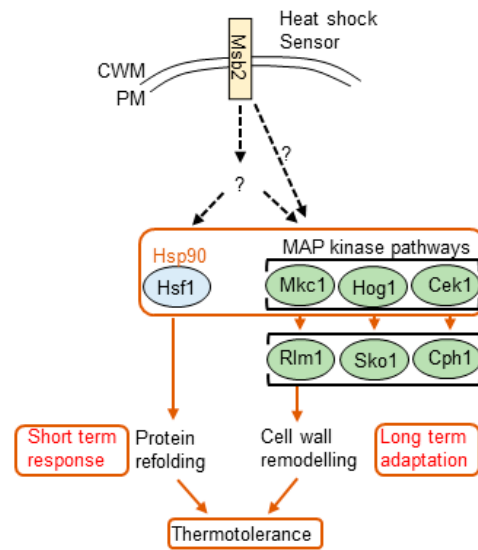 Heat shock
Sensor
Msb2
CWM
PM
?
?
Hsp90
MAP kinase pathways
Hsf1
Mkc1
Hog1
Cek1
Rlm1
Sko1
Cph1
Short term
response
Protein
refolding
Cell wall
remodelling
Long term
adaptation
Thermotolerance